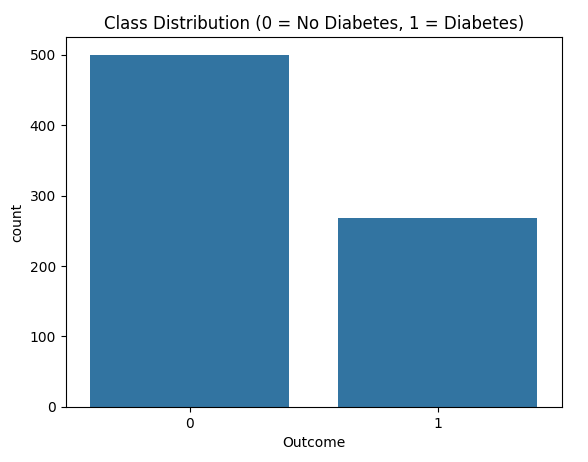 Class Distribution (0 = No Diabetes, 1 = Diabetes)
500
400
300
200
100
0
count
0 1
Outcome